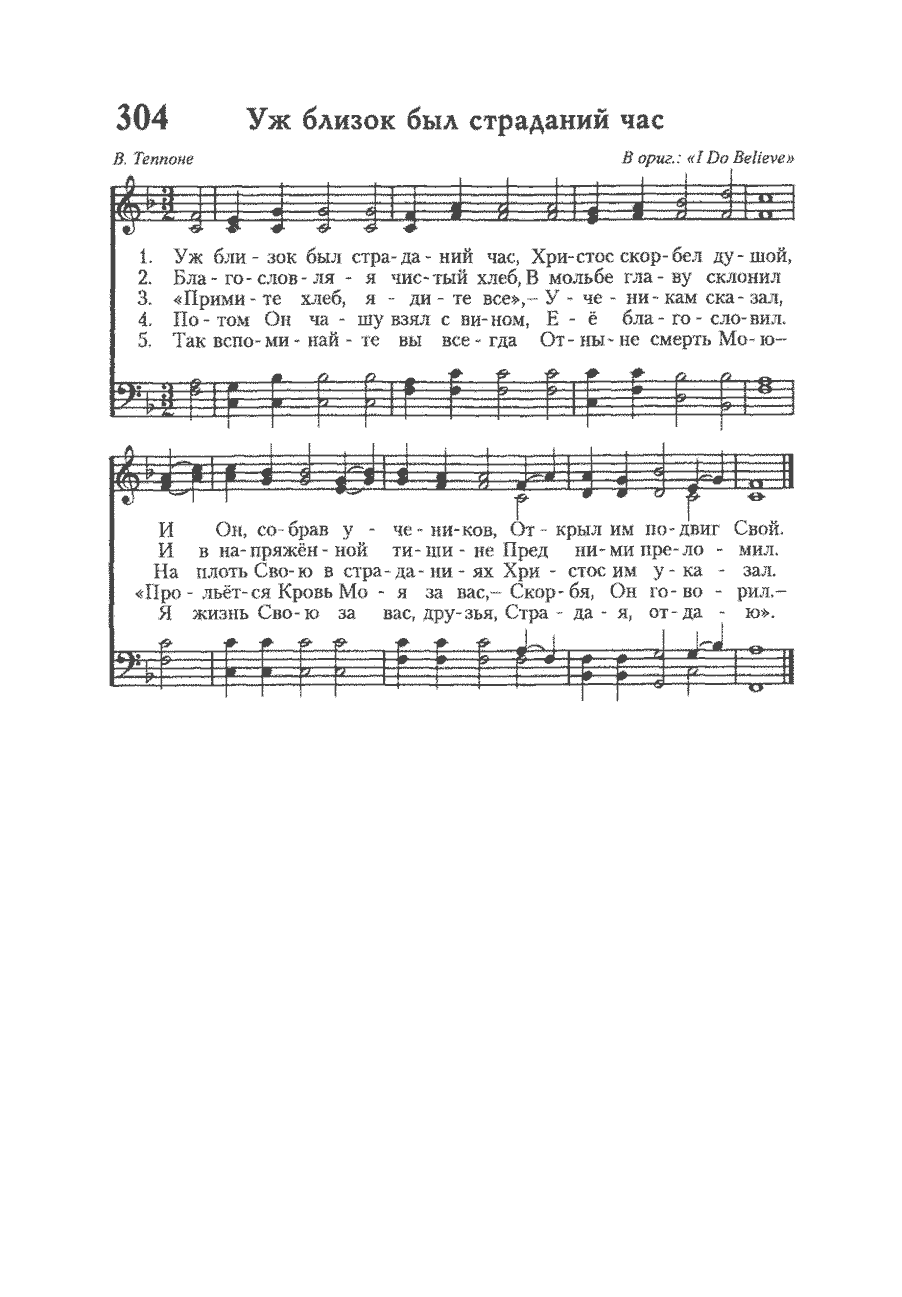 304 Уж близок был страданий час
В. Теппоне В ориг.: «I Do Believe»
1. Уж бли - зок был стра - да - ний час, Хри-стос скор-бел ду - шой,
2. Бла - го - слов - ля - я чис-тый хлеб, В мольбе гла - ву склонил
3. «Прими - те хлеб, я - ди - те все»,– У - че - ни - кам ска - зал,
4. По - том Он ча - шу взял с ви-ном, Е - ё бла - го - сло-вил.
5. Так вспо-ми - най - те вы все - гда От - ны - не смерть Мо - ю–
И Он, со-брав у - че - ни-ков, От - крыл им по-двиг Свой.
И в на-пряжён - ной ти - ши - не Пред ни-ми пре-ло - мил.
На плоть Сво-ю в стра-да-ни - ях Хри - стос им у - ка - зал.
«Про - льёт-ся Кровь Мо - я за вас,– Скор-бя, Он го-во - рил.–
Я жизнь Сво-ю за вас, дру-зья, Стра - да - я, от-да - ю».